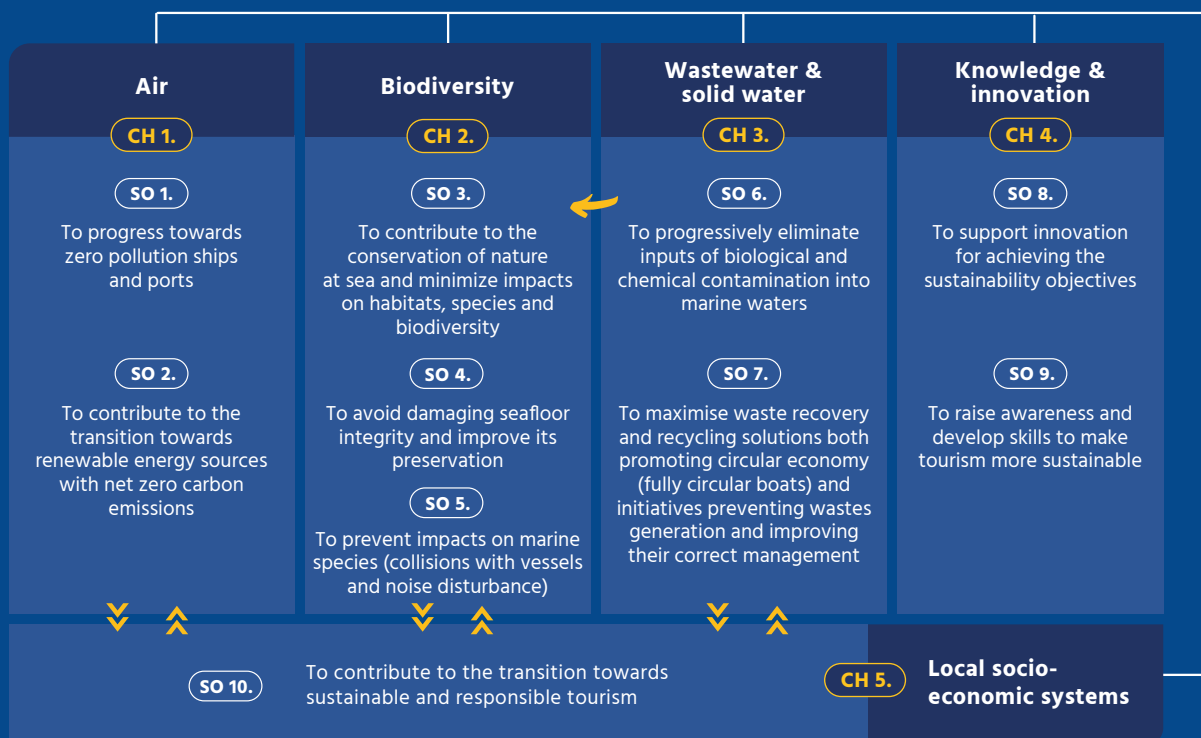 Air
CH 1.
SO 1.
To progress towards
zero pollution ships
and ports
SO 2.
To contribute to the
transition towards
renewable energy sources
with net zero carbon
emissions
Biodiversity
CH 2.
SO 3.
To contribute to the
conservation of nature
at sea and minimize impacts
on habitats, species and
biodiversity
SO 4.
To avoid damaging seafloor
integrity and improve its
preservation
SO 5.
To prevent impacts on marine
species (collisions with vessels
and noise disturbance)
Wastewater &
solid water
CH 3.
SO 6.
To progressively eliminate
inputs of biological and
chemical contamination into
marine waters
SO 7.
To maximise waste recovery
and recycling solutions both
promoting circular economy
(fully circular boats) and
initiatives preventing wastes
generation and improving
their correct management
Knowledge &
innovation
CH 4.
SO 8.
To support innovation
for achieving the
sustainability objectives
SO 9.
To raise awareness and
develop skills to make
tourism more sustainable
SO 10.
To contribute to the transition towards
sustainable and responsible tourism
CH 5.
Local socio-
economic systems